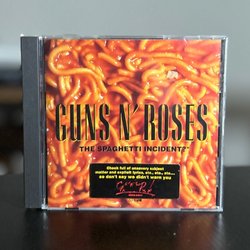 GUNS N' ROSES
"THE SPAGHETTI INCIDENT?"
Chock full of unsavory subject
matter and explicit lyrics, etc., etc., etc....
so don't say we didn't warn you